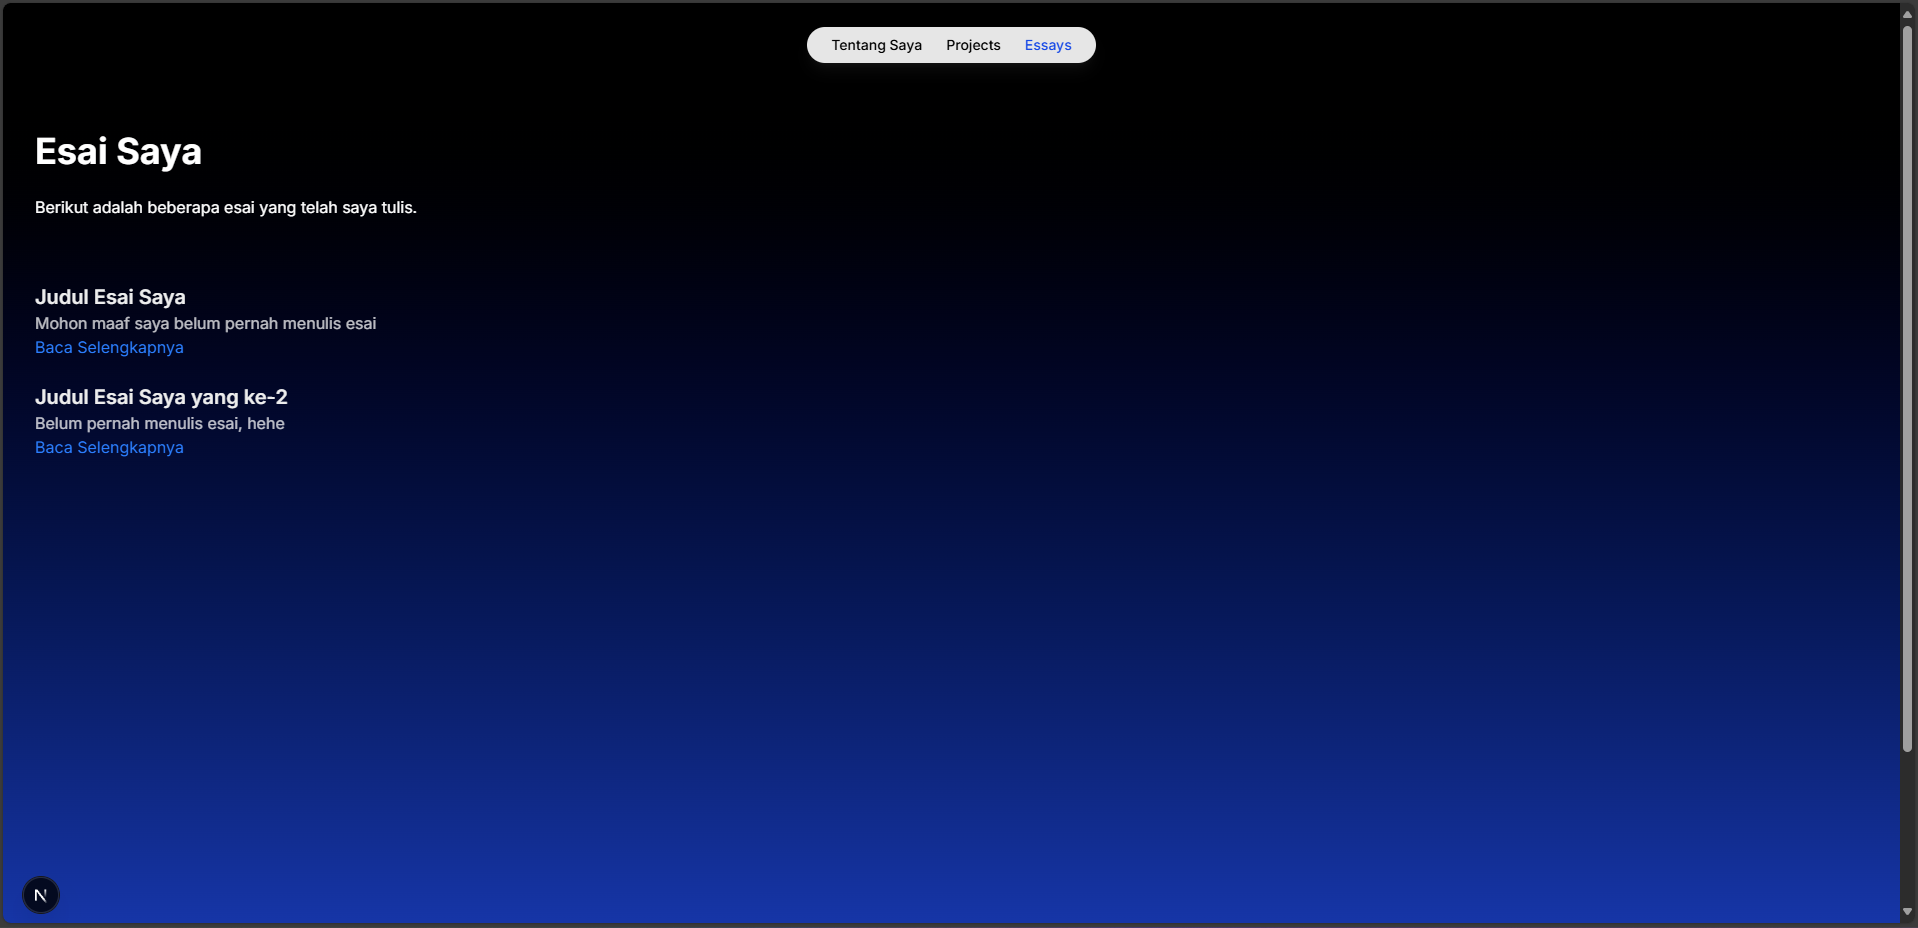 Tentang Saya Projects Essays
Esai Saya
Berikut adalah beberapa esai yang telah saya tulis.
Judul Esai Saya
Mohon maaf saya belum pernah menulis esai
Baca Selengkapnya
Judul Esai Saya yang ke-2
Belum pernah menulis esai, hehe
Baca Selengkapnya
N